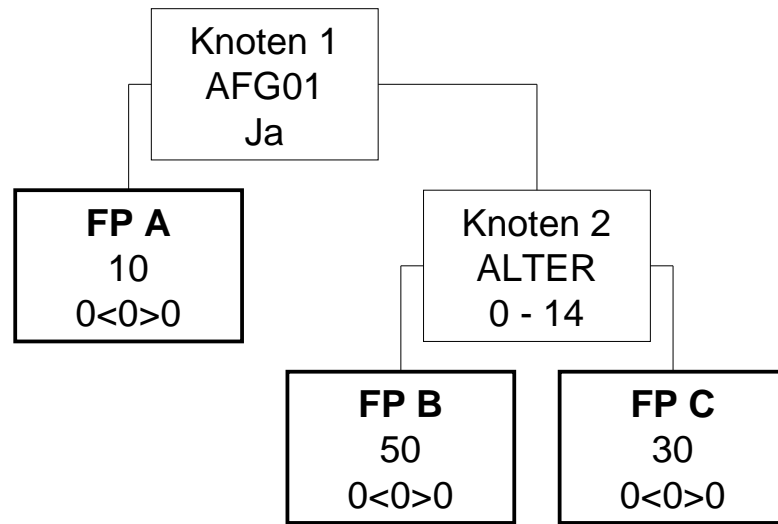 Knoten 1
AFG01
Ja
FP A
10
0<0>0
Knoten 2
ALTER
0 - 14
FP B
50
0<0>0
FP C
30
0<0>0